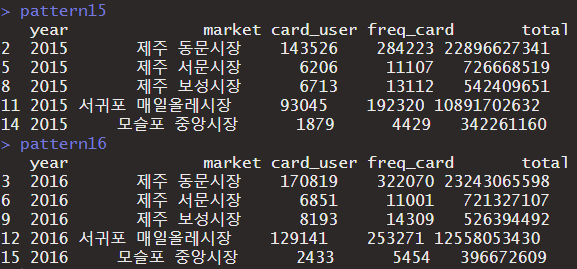 > pattern15
year market card_user freq_card total
2 2015 제주 동문시장 143526 284223 22896627341
5 2015 제주 서문시장 6206 11107 726668519
8 2015 제주 보성시장 6713 13112 542409651
11 2015 서귀포 매일올레시장 93045 192320 10891702632
14 2015 모슬포 중앙시장 1879 4429 342261160
> pattern16
year market card_user freq_card total
3 2016 제주 동문시장 170819 322070 23243065598
6 2016 제주 서문시장 6851 11001 721327107
9 2016 제주 보성시장 8193 14309 526394492
12 2016 서귀포 매일올레시장 129141 253271 12558053430
15 2016 모슬포 중앙시장 2433 5454 396672609